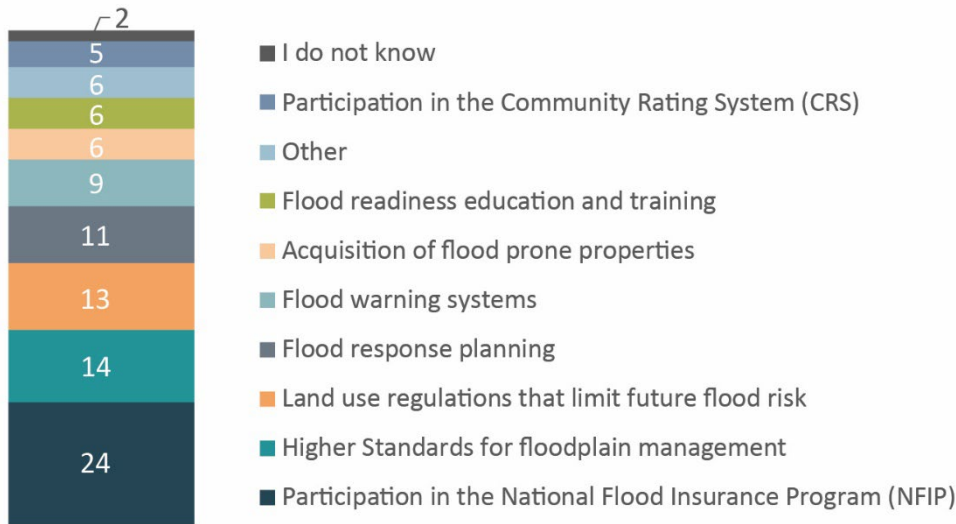 2
5
6
6
6
9
11
13
14
24
I do not know
Participation in the Community Rating System (CRS)
Other
Flood readiness education and training
Acquisition of flood prone properties
Flood warning systems
Flood response planning
Land use regulations that limit future flood risk
Higher Standards for floodplain management
Participation in the National Flood Insurance Program (NFIP)